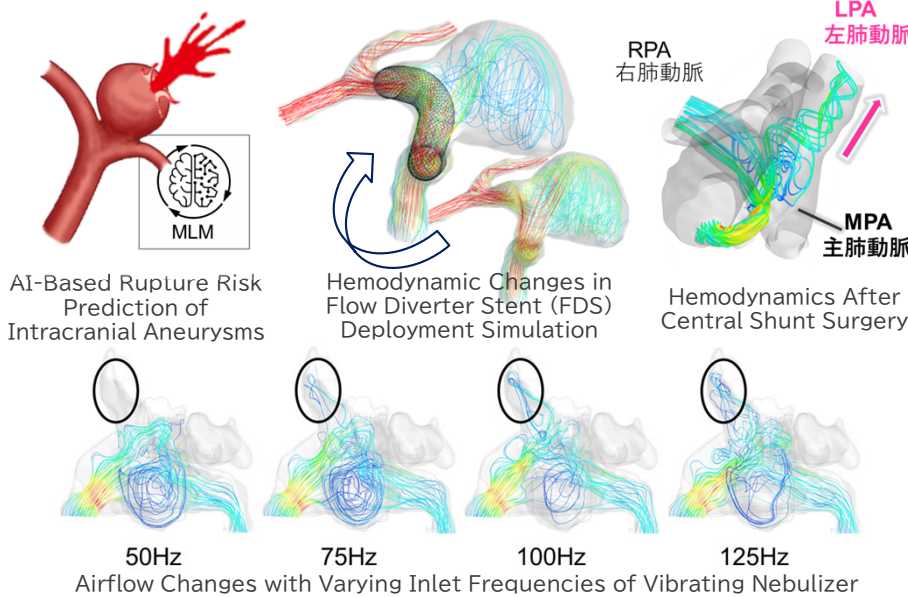 LPA
左肺動脈
RPA
右肺動脈
MLM
MPA
主肺動脈
AI-Based Rupture Risk
Prediction of
Intracranial Aneurysms
Hemodynamic Changes in
Flow Diverter Stent (FDS)
Deployment Simulation
Hemodynamics After
Central Shunt Surgery
50Hz
75Hz
100Hz
125Hz
Airflow Changes with Varying Inlet Frequencies of Vibrating Nebulizer